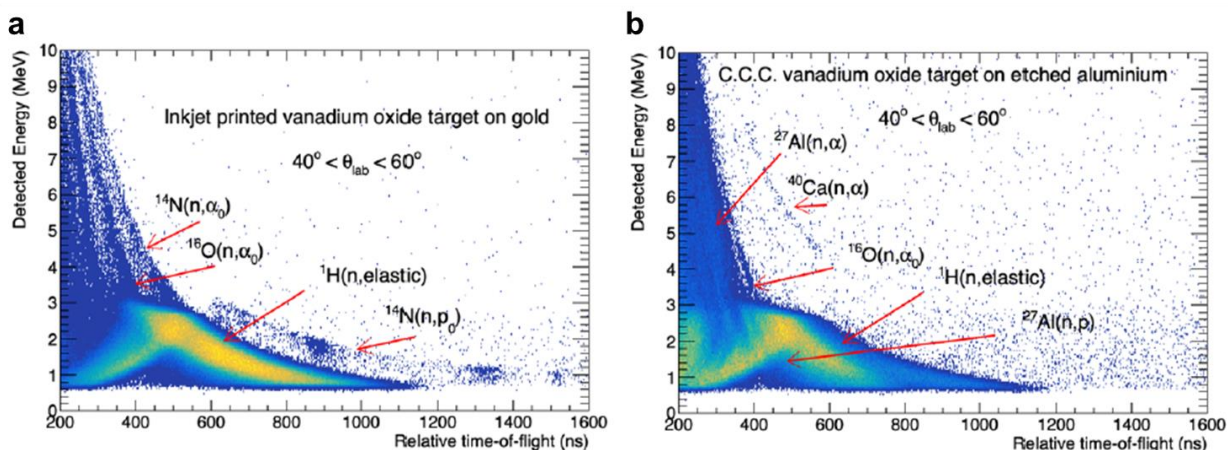 a
Inkjet printed vanadium oxide target on gold
40° < θlab < 60°
¹⁴N(n,α₀)
¹⁶O(n,α₀)
¹H(n,elastic)
¹⁴N(n,p₀)
Detected Energy (MeV)
10
9
8
7
6
5
4
3
2
1
0
200 400 600 800 1000 1200 1400 1600
Relative time-of-flight (ns)
b
C.C.C. vanadium oxide target on etched aluminium
40° < θlab < 60°
²⁷Al(n,α)
⁴⁰Ca(n,α)
¹⁶O(n,α₀)
¹H(n,elastic)
²⁷Al(n,p)
Detected Energy (MeV)
10
9
8
7
6
5
4
3
2
1
0
200 400 600 800 1000 1200 1400 1600
Relative time-of-flight (ns)